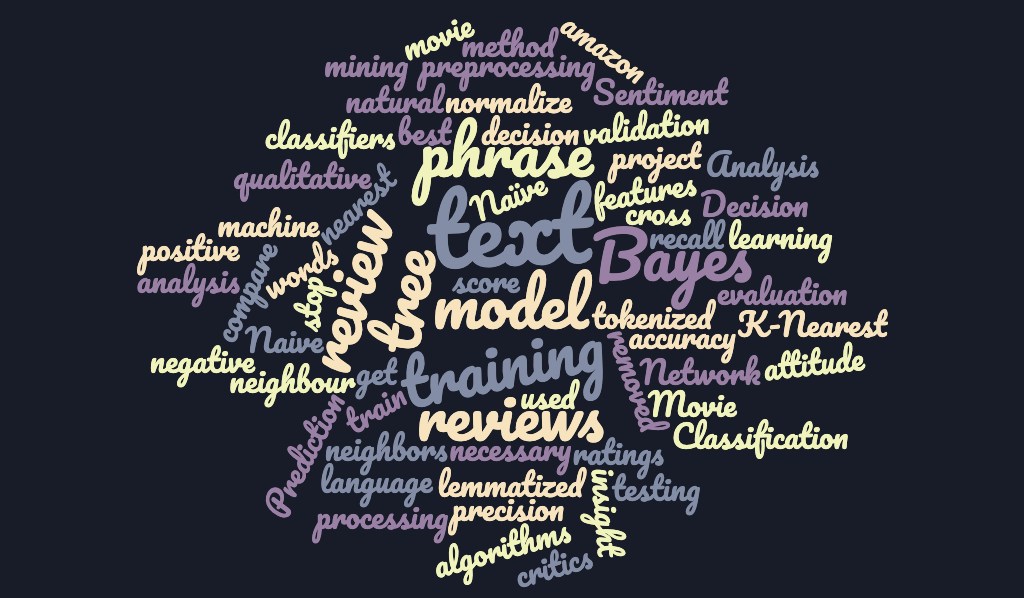 movie
method
amazon
mining
preprocessing
Sentiment
natural
normalize
classifiers
best
decision
validation
phrase
project
Analysis
qualitative
nearest
Naïve
features
cross
Decision
text
machine
words
review
tree
Bayes
recall
learning
positive
analysis
compare
stop
score
evaluation
model
tokenized
K-Nearest
accuracy
Naive
negative
neighbour
get
training
removed
Network
attitude
used
Movie
train
reviews
Classification
Prediction
neighbors
necessary
ratings
language
lemmatized
insight
testing
processing
precision
algorithms
critics